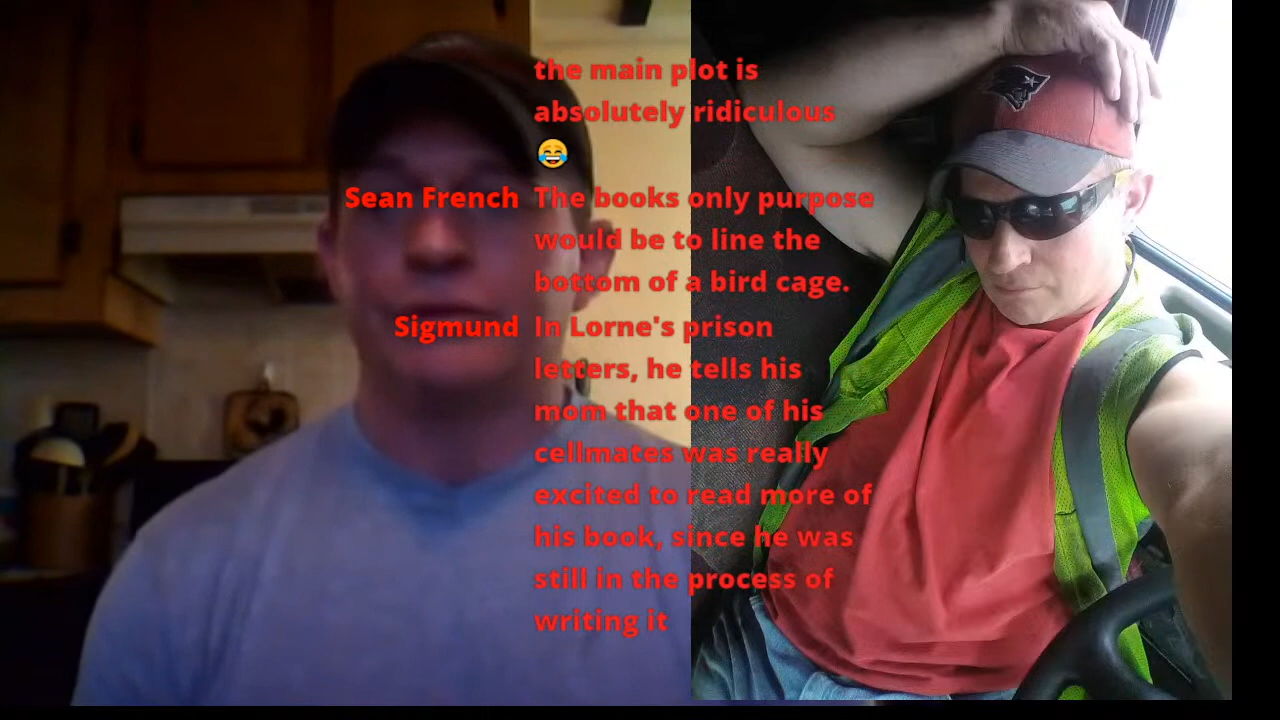 the main plot is
absolutely ridiculous
😂
Sean French The books only purpose
would be to line the
bottom of a bird cage.
Sigmund In Lorne's prison
letters, he tells his
mom that one of his
cellmates was really
excited to read more of
his book, since he was
still in the process of
writing it